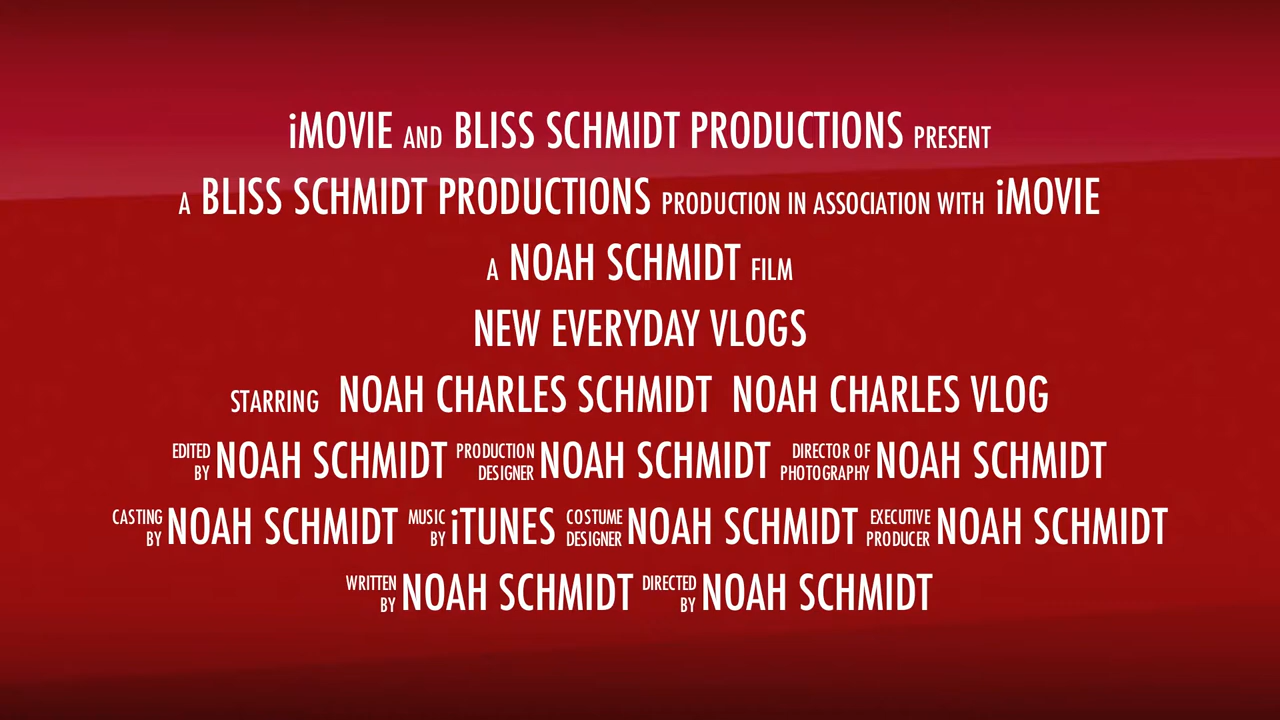 iMOVIE AND BLISS SCHMIDT PRODUCTIONS PRESENT
A BLISS SCHMIDT PRODUCTIONS PRODUCTION IN ASSOCIATION WITH iMOVIE
A NOAH SCHMIDT FILM
NEW EVERYDAY VLOGS
STARRING NOAH CHARLES SCHMIDT NOAH CHARLES VLOG
EDITED BY NOAH SCHMIDT PRODUCTION DESIGNER NOAH SCHMIDT DIRECTOR OF PHOTOGRAPHY NOAH SCHMIDT
CASTING BY NOAH SCHMIDT MUSIC BY iTUNES COSTUME DESIGNER NOAH SCHMIDT EXECUTIVE PRODUCER NOAH SCHMIDT
WRITTEN BY NOAH SCHMIDT DIRECTED BY NOAH SCHMIDT